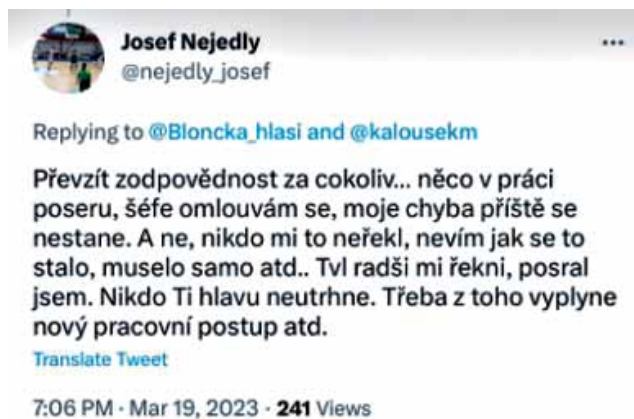 Josef Nejedly
@nejedly_josef
Replying to @Bloncka_hlasi and @kalousekm
Převzít zodpovědnost za cokoliv... něco v práci
poseru, šéfe omlouvám se, moje chyba příště se
nestane. A ne, nikdo mi to neřekl, nevím jak se to
stalo, muselo samo atd.. Tvl radši mi řekni, posral
jsem. Nikdo Ti hlavu neutrhne. Třeba z toho vyplyne
nový pracovní postup atd.
Translate Tweet
7:06 PM · Mar 19, 2023 · 241 Views